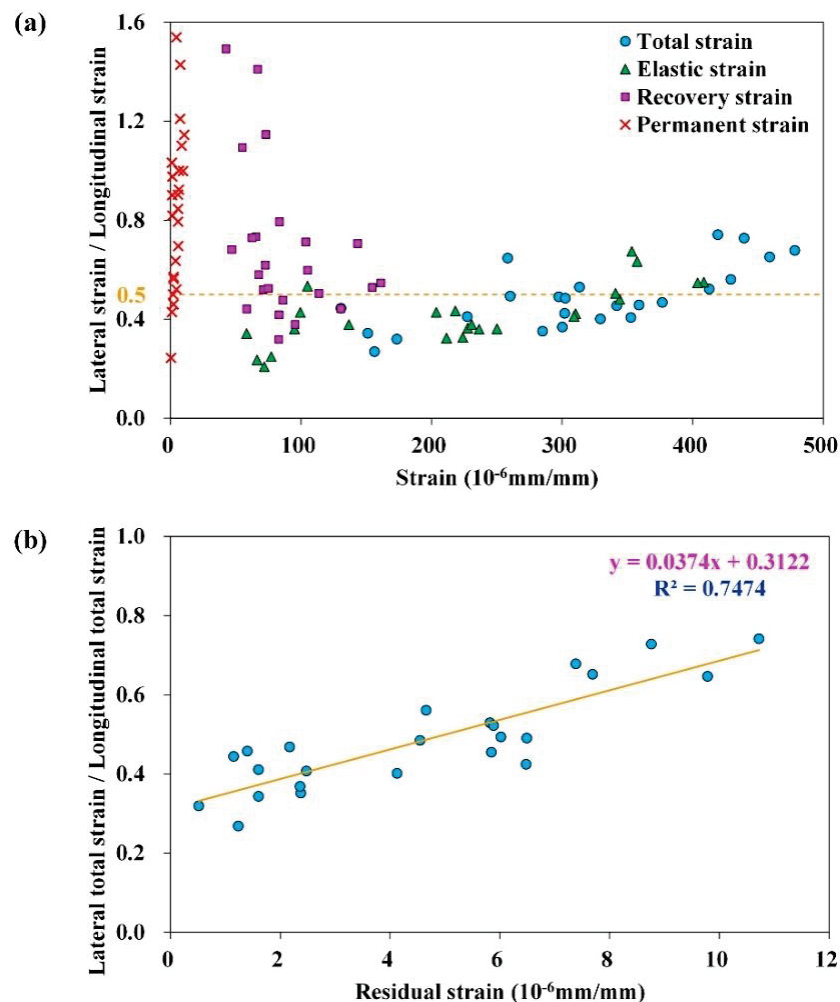 (a)
Lateral strain / Longitudinal strain
1.6
1.2
0.8
0.5
0.4
0.0
Total strain
Elastic strain
Recovery strain
Permanent strain
0 100 200 300 400 500
Strain (10⁻⁶mm/mm)
(b)
Lateral total strain / Longitudinal total strain
1.0
0.8
0.6
0.4
0.2
0.0
y = 0.0374x + 0.3122
R² = 0.7474
0 2 4 6 8 10 12
Residual strain (10⁻⁶mm/mm)